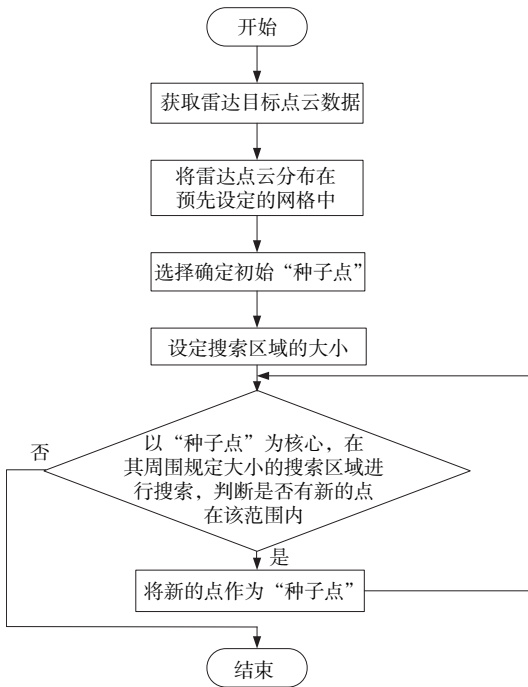 开始
获取雷达目标点云数据
将雷达点云分布在
预先设定的网格中
选择确定初始“种子点”
设定搜索区域的大小
以“种子点”为核心，在
其周围规定大小的搜索区域进
行搜索，判断是否有新的点
在该范围内
否
是
将新的点作为“种子点”
结束